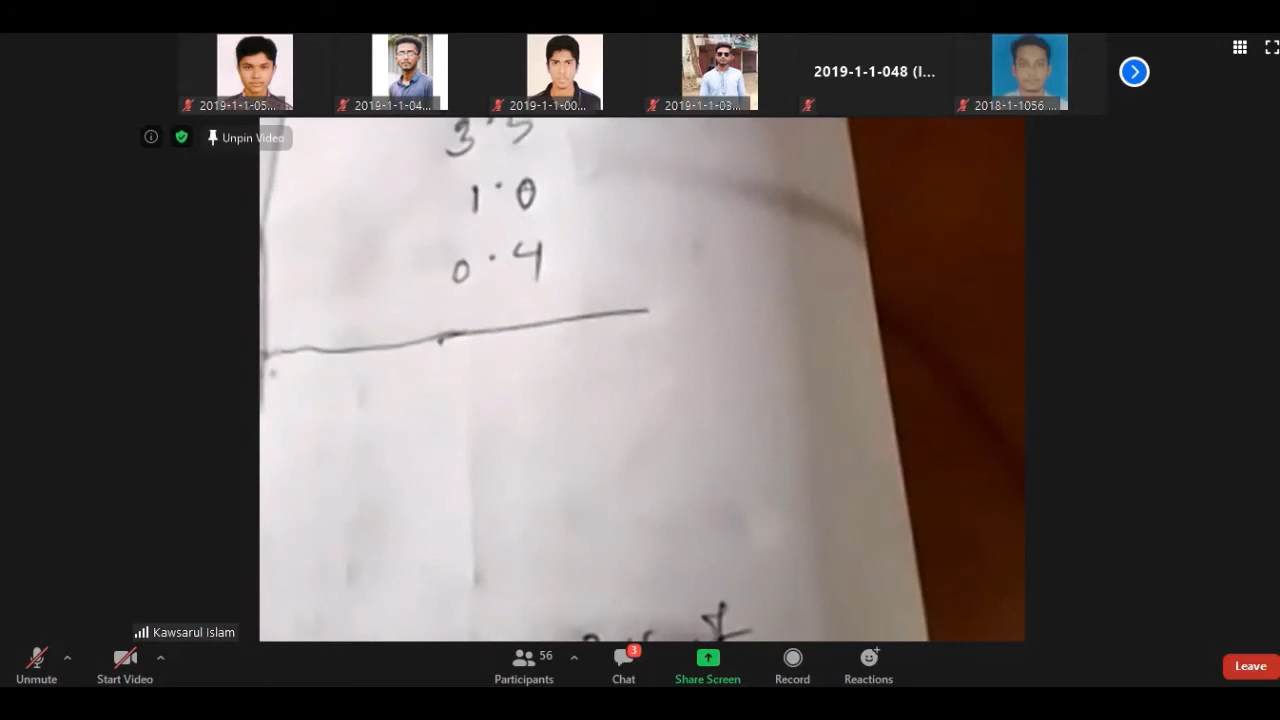 2019-1-1-05...
2019-1-1-04...
2019-1-1-00...
2019-1-1-03...
2019-1-1-048 (I...
2018-1-1056 ...
Unpin Video
3.5
1.0
0.4
Kawsarul Islam
Unmute
Start Video
56
Participants
3
Chat
Share Screen
Record
Reactions
Leave